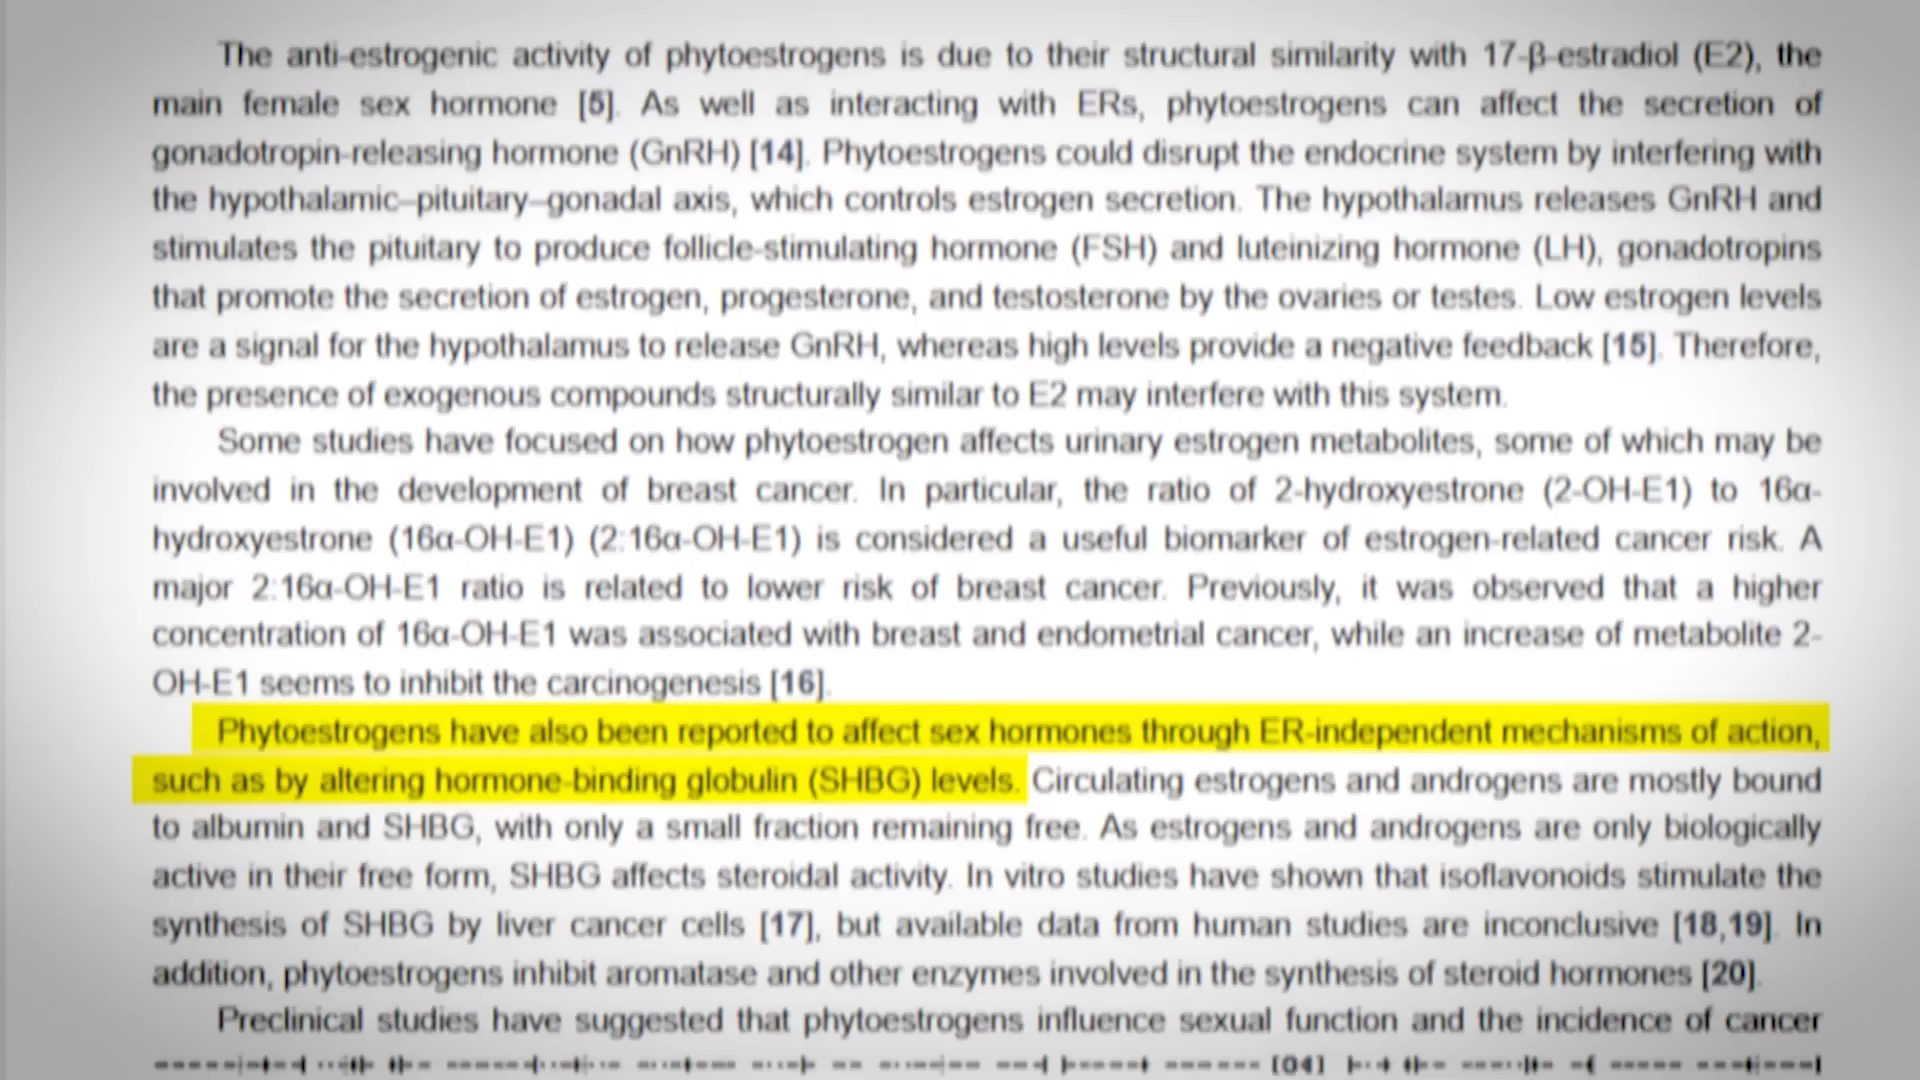 The anti-estrogenic activity of phytoestrogens is due to their structural similarity with 17-β-estradiol (E2), the
main female sex hormone [5]. As well as interacting with ERs, phytoestrogens can affect the secretion of
gonadotropin-releasing hormone (GnRH) [14]. Phytoestrogens could disrupt the endocrine system by interfering with
the hypothalamic–pituitary–gonadal axis, which controls estrogen secretion. The hypothalamus releases GnRH and
stimulates the pituitary to produce follicle-stimulating hormone (FSH) and luteinizing hormone (LH), gonadotropins
that promote the secretion of estrogen, progesterone, and testosterone by the ovaries or testes. Low estrogen levels
are a signal for the hypothalamus to release GnRH, whereas high levels provide a negative feedback [15]. Therefore,
the presence of exogenous compounds structurally similar to E2 may interfere with this system.
Some studies have focused on how phytoestrogen affects urinary estrogen metabolites, some of which may be
involved in the development of breast cancer. In particular, the ratio of 2-hydroxyestrone (2-OH-E1) to 16α-
hydroxyestrone (16α-OH-E1) (2:16α-OH-E1) is considered a useful biomarker of estrogen-related cancer risk. A
major 2:16α-OH-E1 ratio is related to lower risk of breast cancer. Previously, it was observed that a higher
concentration of 16α-OH-E1 was associated with breast and endometrial cancer, while an increase of metabolite 2-
OH-E1 seems to inhibit the carcinogenesis [16].
Phytoestrogens have also been reported to affect sex hormones through ER-independent mechanisms of action,
such as by altering hormone-binding globulin (SHBG) levels. Circulating estrogens and androgens are mostly bound
to albumin and SHBG, with only a small fraction remaining free. As estrogens and androgens are only biologically
active in their free form, SHBG affects steroidal activity. In vitro studies have shown that isoflavonoids stimulate the
synthesis of SHBG by liver cancer cells [17], but available data from human studies are inconclusive [18,19]. In
addition, phytoestrogens inhibit aromatase and other enzymes involved in the synthesis of steroid hormones [20].
Preclinical studies have suggested that phytoestrogens influence sexual function and the incidence of cancer